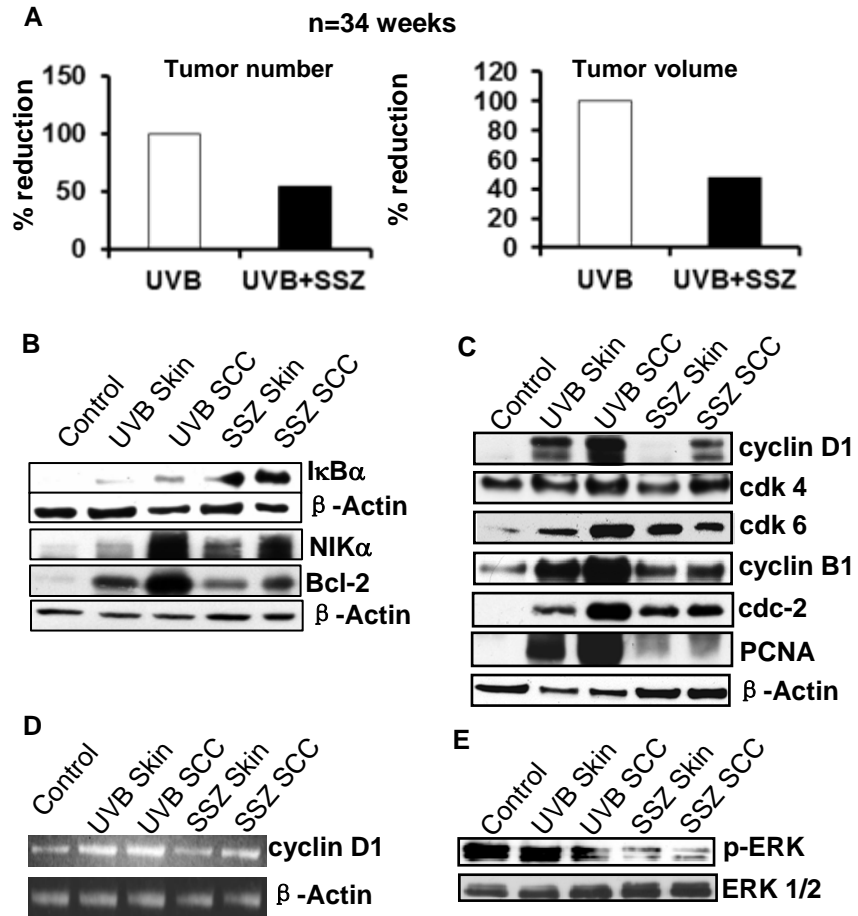 A
n=34 weeks
Tumor number
% reduction
150
100
50
0
UVB
UVB+SSZ
Tumor volume
% reduction
120
100
80
60
40
20
0
UVB
UVB+SSZ
B
Control
UVB Skin
UVB SCC
SSZ Skin
SSZ SCC
IκBα
β-Actin
NIKα
Bcl-2
β-Actin
C
Control
UVB Skin
UVB SCC
SSZ Skin
SSZ SCC
cyclin D1
cdk 4
cdk 6
cyclin B1
cdc-2
PCNA
β-Actin
D
Control
UVB Skin
UVB SCC
SSZ Skin
SSZ SCC
cyclin D1
β-Actin
E
Control
UVB Skin
UVB SCC
SSZ Skin
SSZ SCC
p-ERK
ERK 1/2